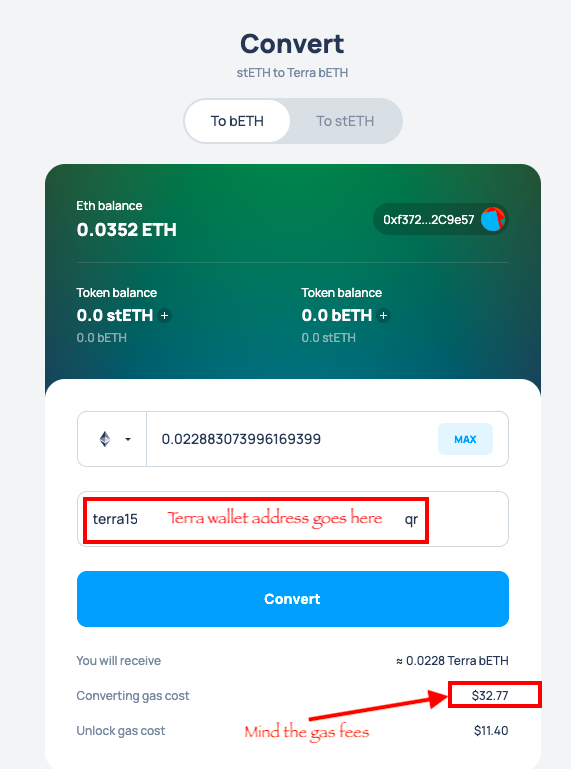 Convert
stETH to Terra bETH
To bETH To stETH
Eth balance
0.0352 ETH
0xf372...2C9e57
Token balance Token balance
0.0 stETH + 0.0 bETH +
0.0 bETH 0.0 stETH
0.022883073996169399 MAX
terra15 Terra wallet address goes here qr
Convert
You will receive ≈ 0.0228 Terra bETH
Converting gas cost $32.77
Unlock gas cost $11.40
Mind the gas fees